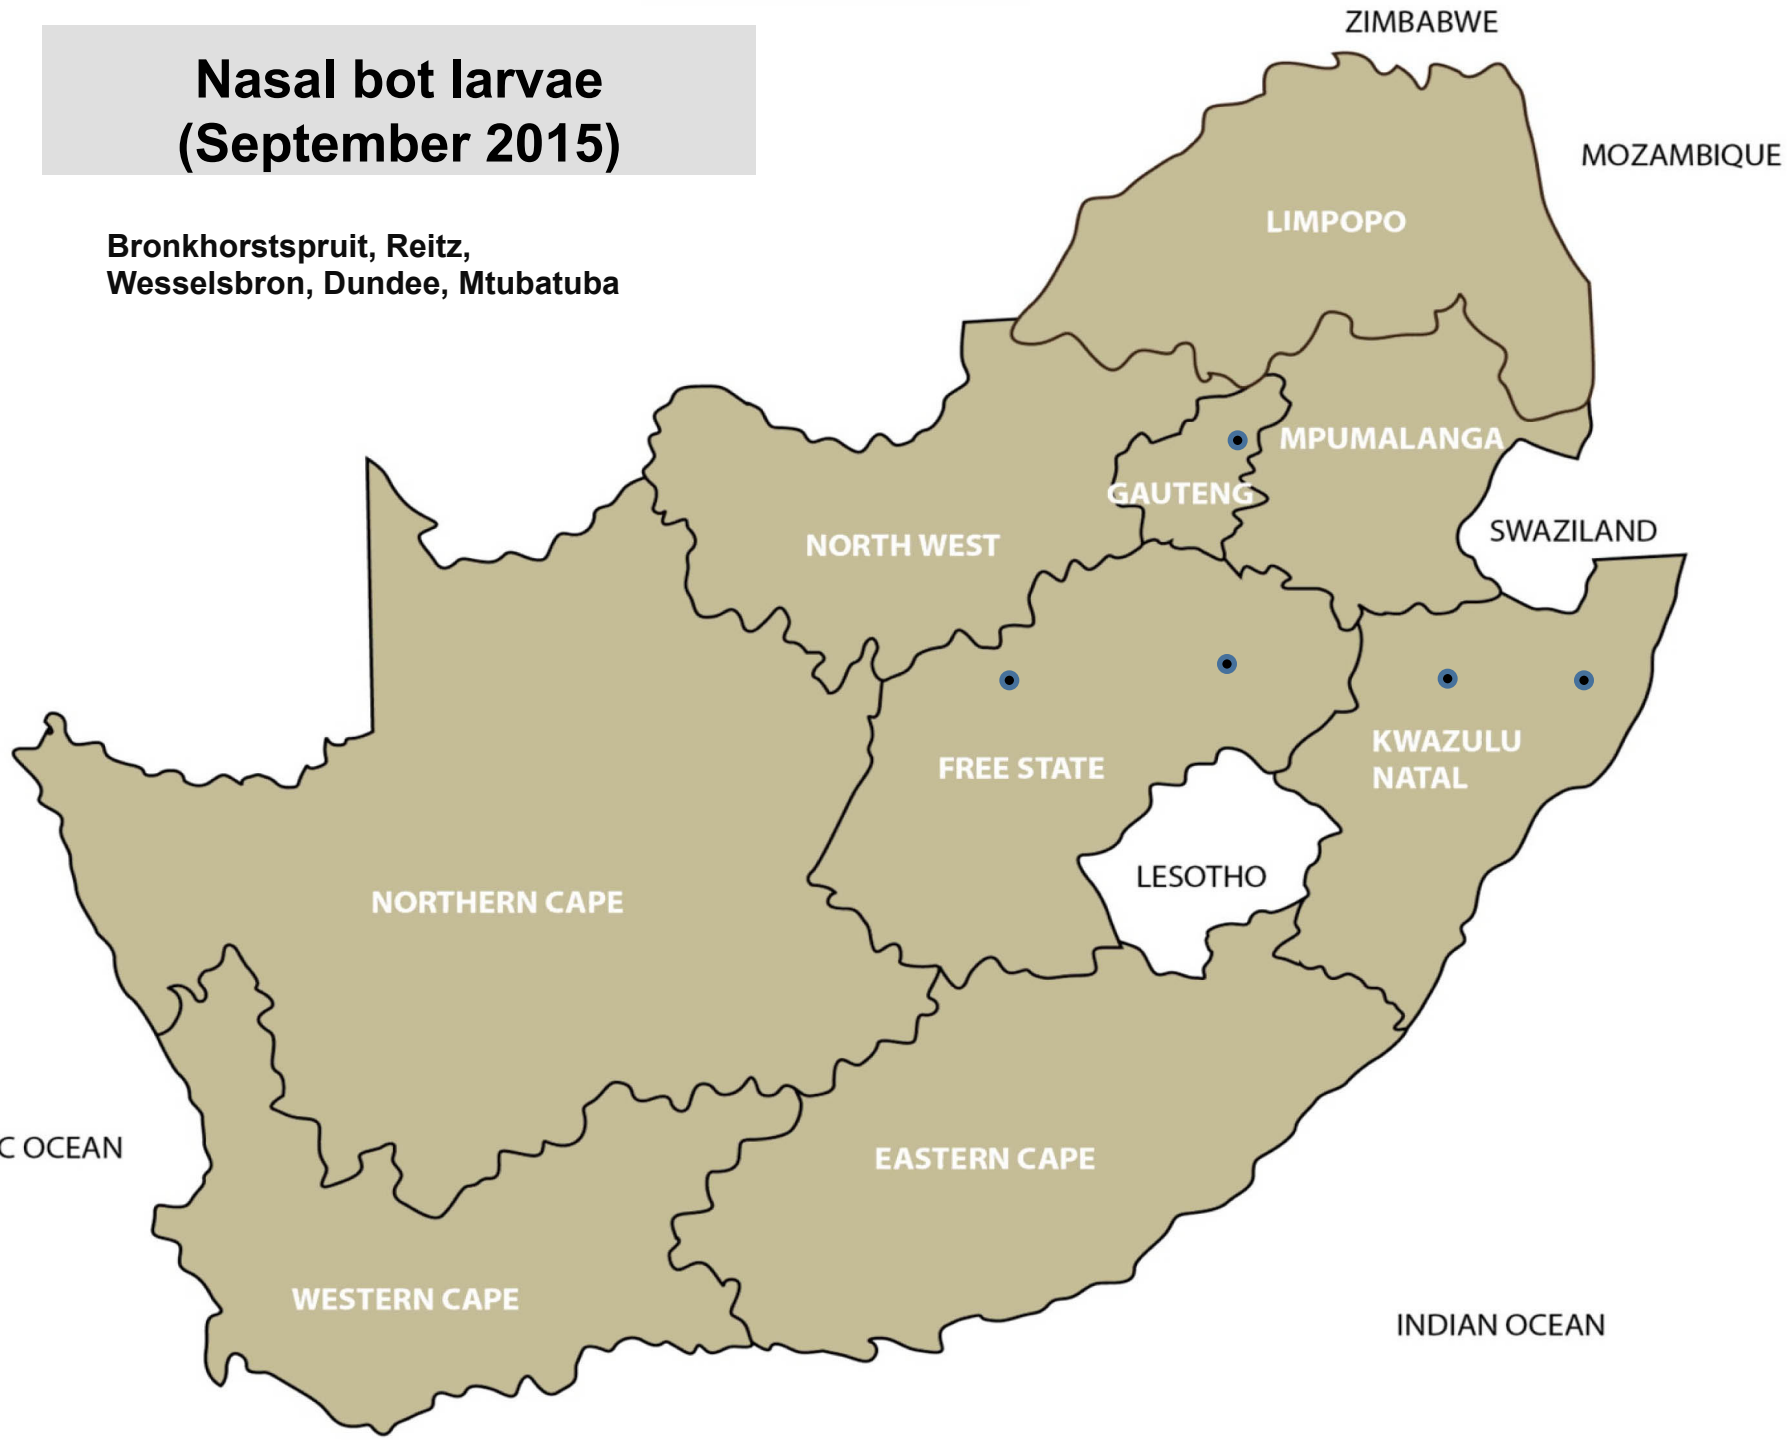 Nasal bot larvae
(September 2015)
Bronkhorstspruit, Reitz,
Wesselsbron, Dundee, Mtubatuba
ZIMBABWE
MOZAMBIQUE
LIMPOPO
MPUMALANGA
GAUTENG
SWAZILAND
NORTH WEST
KWAZULU
NATAL
FREE STATE
LESOTHO
NORTHERN CAPE
C OCEAN
EASTERN CAPE
WESTERN CAPE
INDIAN OCEAN